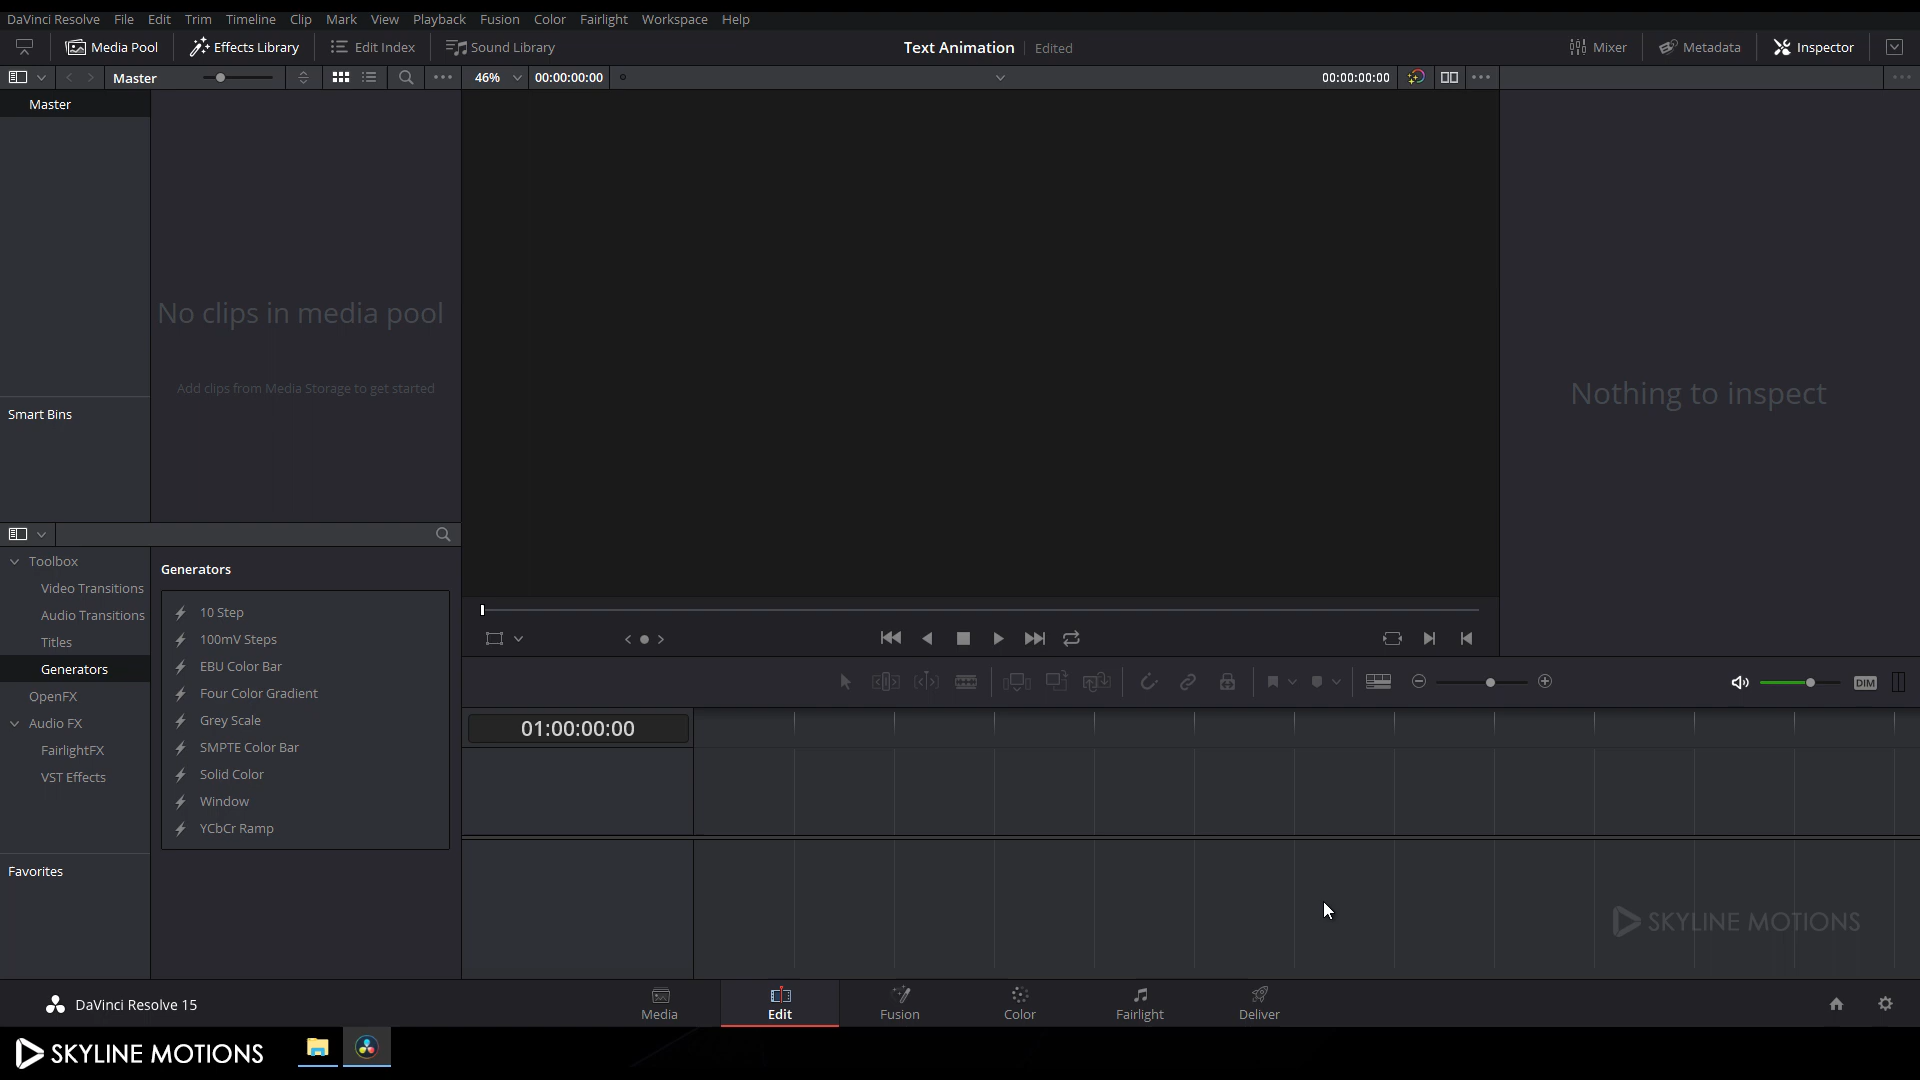 DaVinci Resolve File Edit Trim Timeline Clip Mark View Playback Fusion Color Fairlight Workspace Help
Media Pool Effects Library Edit Index Sound Library Text Animation Edited Mixer Metadata Inspector
Master 46% 00:00:00:00 00:00:00:00
Master
No clips in media pool
Add clips from Media Storage to get started
Nothing to inspect
Smart Bins
Toolbox
Video Transitions
Audio Transitions
Titles
Generators
OpenFX
Audio FX
FairlightFX
VST Effects
Favorites
Generators
10 Step
100mV Steps
EBU Color Bar
Four Color Gradient
Grey Scale
SMPTE Color Bar
Solid Color
Window
YCbCr Ramp
DIM
01:00:00:00
SKYLINE MOTIONS
DaVinci Resolve 15
Media Edit Fusion Color Fairlight Deliver
SKYLINE MOTIONS